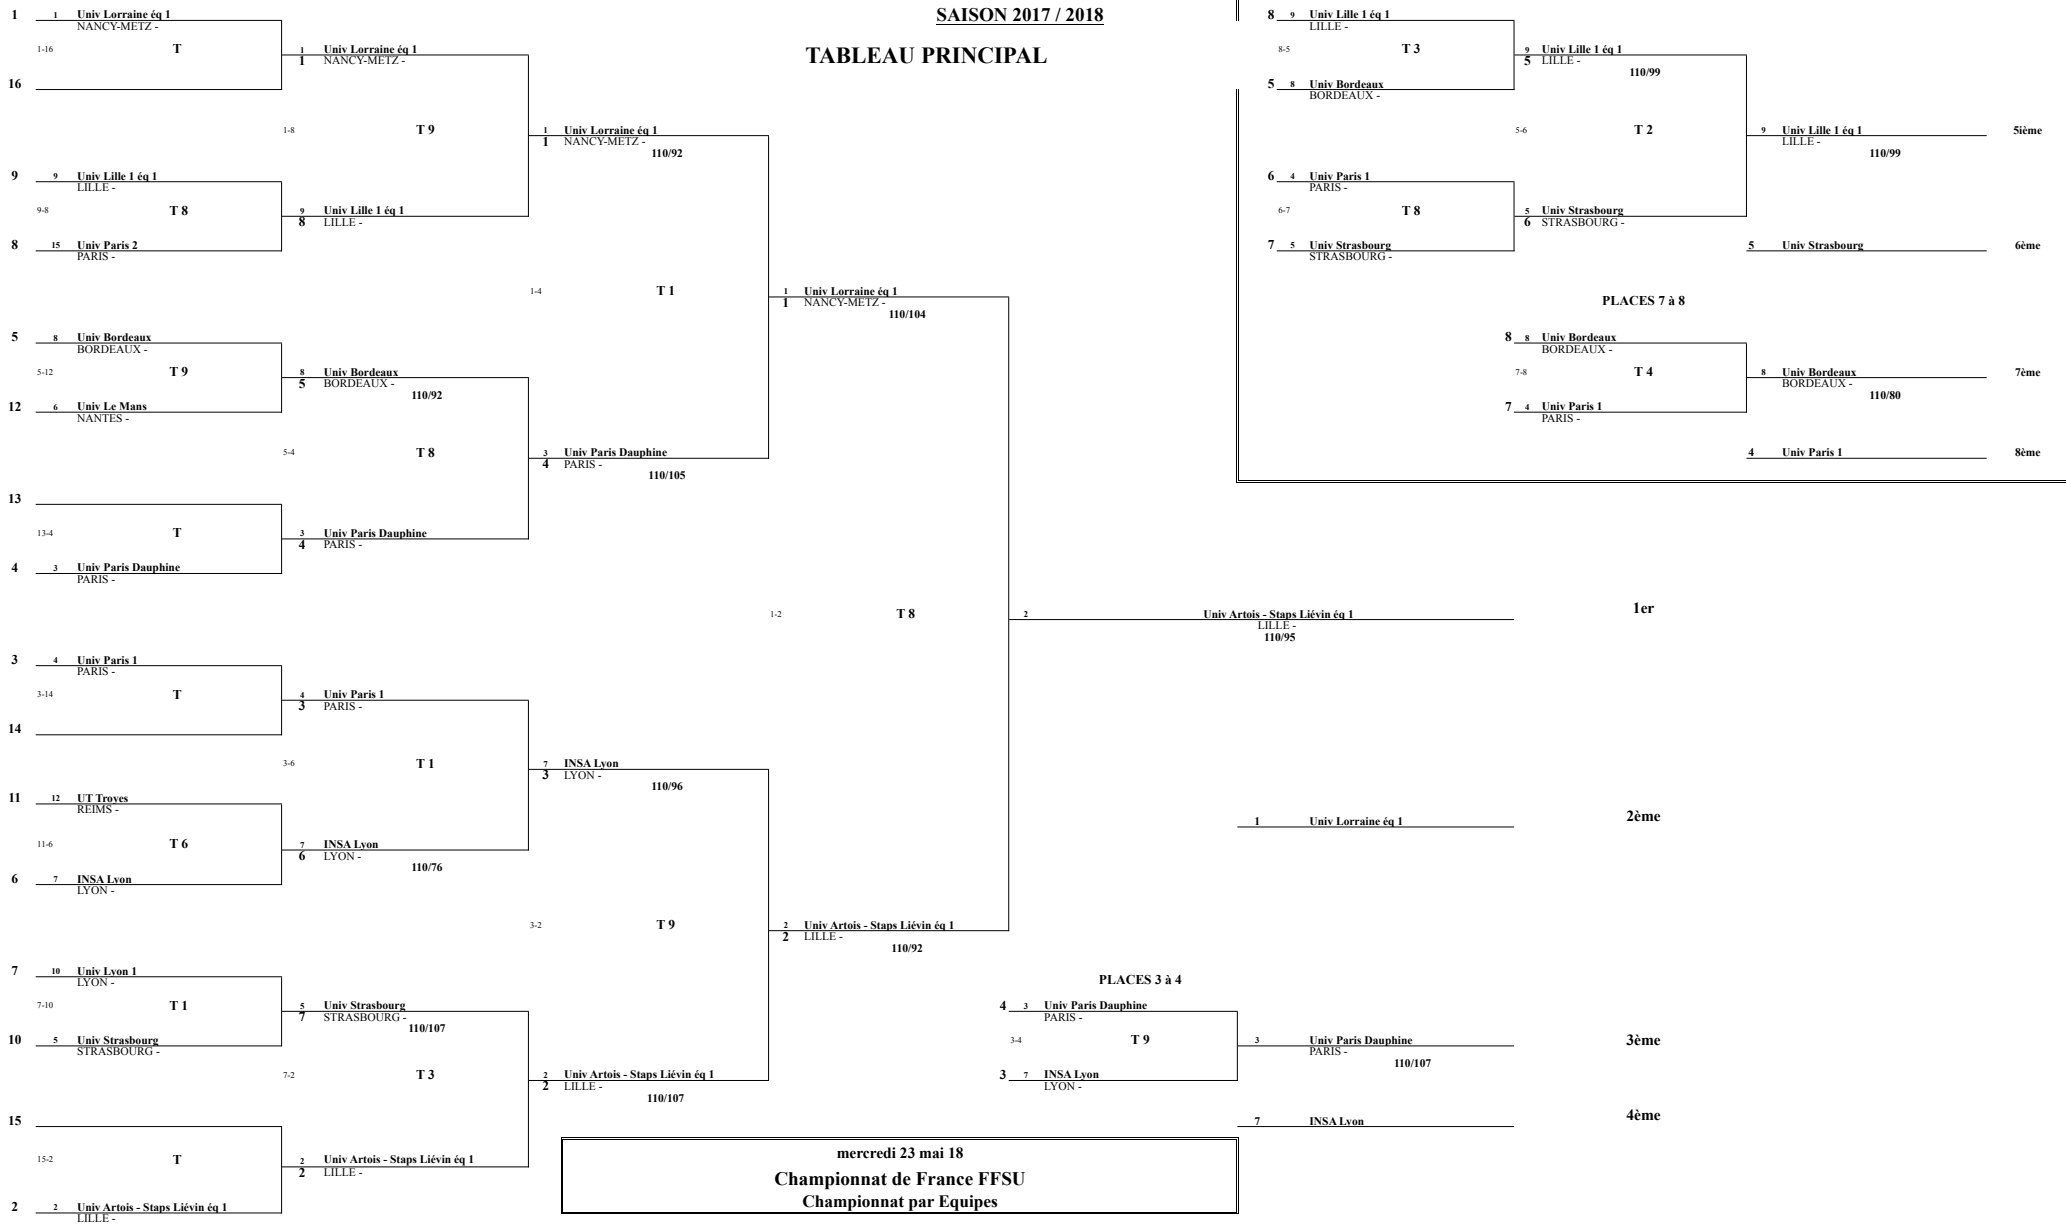 SAISON 2017 / 2018
TABLEAU PRINCIPAL
1 1 Univ Lorraine éq 1
NANCY-METZ -
1-16 T
1 Univ Lorraine éq 1
1 NANCY-METZ -
16
1-8 T 9
1 Univ Lorraine éq 1
1 NANCY-METZ -
110/92
9 9 Univ Lille 1 éq 1
LILLE -
9-8 T 8
9 Univ Lille 1 éq 1
8 LILLE -
8 15 Univ Paris 2
PARIS -
1-4 T 1
1 Univ Lorraine éq 1
1 NANCY-METZ -
110/104
5 8 Univ Bordeaux
BORDEAUX -
5-12 T 9
8 Univ Bordeaux
5 BORDEAUX -
110/92
12 6 Univ Le Mans
NANTES -
5-4 T 8
3 Univ Paris Dauphine
4 PARIS -
110/105
13
13-4 T
3 Univ Paris Dauphine
4 PARIS -
4 3 Univ Paris Dauphine
PARIS -
1-2 T 8
2 Univ Artois - Staps Liévin éq 1
LILLE -
110/95
1er
3 4 Univ Paris 1
PARIS -
3-14 T
4 Univ Paris 1
3 PARIS -
14
3-6 T 1
7 INSA Lyon
3 LYON -
110/96
11 12 UT Troyes
REIMS -
11-6 T 6
7 INSA Lyon
6 LYON -
110/76
6 7 INSA Lyon
LYON -
1 Univ Lorraine éq 1 2ème
3-2 T 9
2 Univ Artois - Staps Liévin éq 1
2 LILLE -
110/92
7 10 Univ Lyon 1
LYON -
7-10 T 1
5 Univ Strasbourg
7 STRASBOURG -
110/107
10 5 Univ Strasbourg
STRASBOURG -
7-2 T 3
2 Univ Artois - Staps Liévin éq 1
2 LILLE -
110/107
15
15-2 T
2 Univ Artois - Staps Liévin éq 1
2 LILLE -
2 2 Univ Artois - Staps Liévin éq 1
LILLE -
PLACES 3 à 4
4 3 Univ Paris Dauphine
PARIS -
3-4 T 9
3 Univ Paris Dauphine
PARIS -
110/107
3ème
3 7 INSA Lyon
LYON -
7 INSA Lyon 4ème
8 9 Univ Lille 1 éq 1
LILLE -
8-5 T 3
9 Univ Lille 1 éq 1
5 LILLE -
110/99
5 8 Univ Bordeaux
BORDEAUX -
5-6 T 2
9 Univ Lille 1 éq 1
LILLE -
110/99
5ième
6 4 Univ Paris 1
PARIS -
6-7 T 8
5 Univ Strasbourg
6 STRASBOURG -
7 5 Univ Strasbourg
STRASBOURG -
5 Univ Strasbourg 6ème
PLACES 7 à 8
8 8 Univ Bordeaux
BORDEAUX -
7-8 T 4
8 Univ Bordeaux
BORDEAUX -
110/80
7ème
7 4 Univ Paris 1
PARIS -
4 Univ Paris 1 8ème
mercredi 23 mai 18
Championnat de France FFSU
Championnat par Equipes